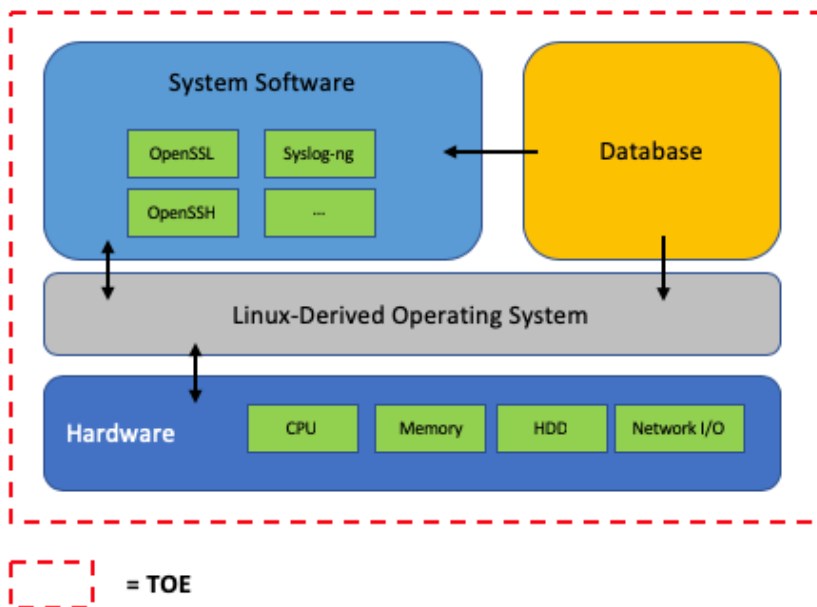 System Software
OpenSSL
Syslog-ng
OpenSSH
...
Database
Linux-Derived Operating System
Hardware
CPU
Memory
HDD
Network I/O
= TOE